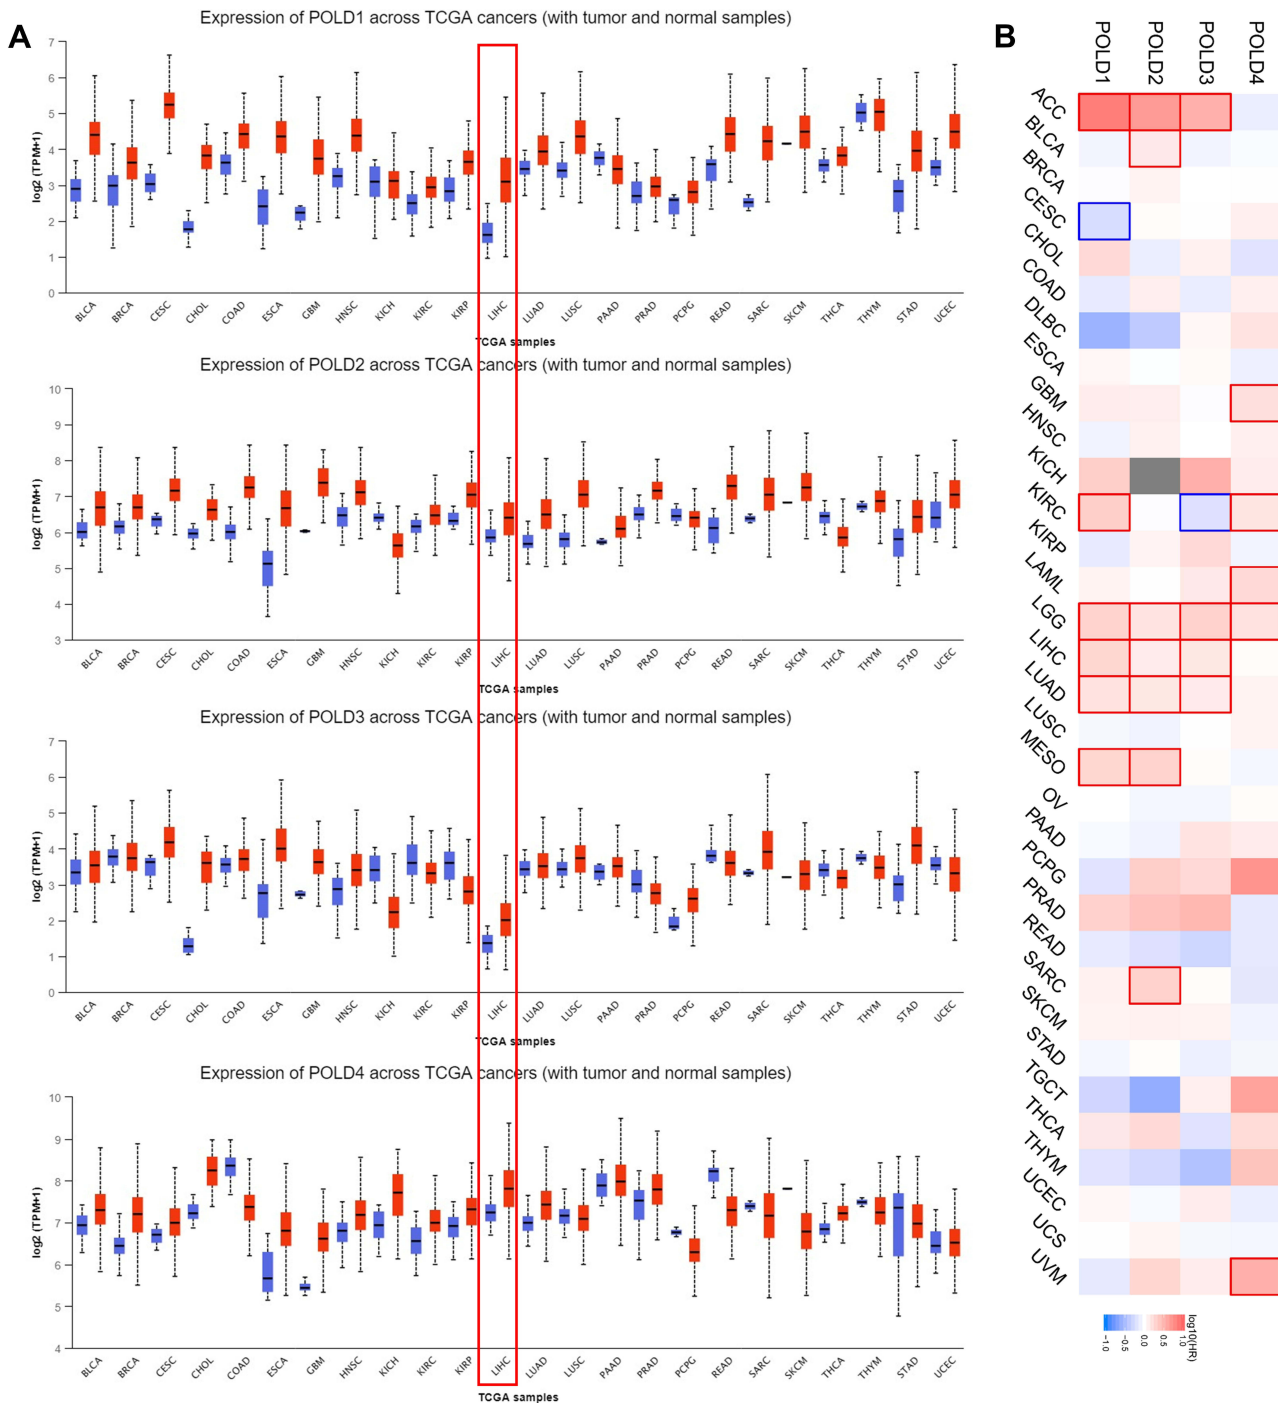 A
Expression of POLD1 across TCGA cancers (with tumor and normal samples)
log2 (TPM+1)
7
6
5
4
3
2
1
0
BLCA BRCA CESC CHOL COAD ESCA GBM HNSC KICH KIRC KIRP LIHC LUAD LUSC PAAD PRAD PCPG READ SARC SKCM THCA THYM STAD UCEC
TCGA samples
Expression of POLD2 across TCGA cancers (with tumor and normal samples)
log2 (TPM+1)
10
9
8
7
6
5
4
3
BLCA BRCA CESC CHOL COAD ESCA GBM HNSC KICH KIRC KIRP LIHC LUAD LUSC PAAD PRAD PCPG READ SARC SKCM THCA THYM STAD UCEC
TCGA samples
Expression of POLD3 across TCGA cancers (with tumor and normal samples)
log2 (TPM+1)
7
6
5
4
3
2
1
0
BLCA BRCA CESC CHOL COAD ESCA GBM HNSC KICH KIRC KIRP LIHC LUAD LUSC PAAD PRAD PCPG READ SARC SKCM THCA THYM STAD UCEC
TCGA samples
Expression of POLD4 across TCGA cancers (with tumor and normal samples)
log2 (TPM+1)
10
9
8
7
6
5
4
BLCA BRCA CESC CHOL COAD ESCA GBM HNSC KICH KIRC KIRP LIHC LUAD LUSC PAAD PRAD PCPG READ SARC SKCM THCA THYM STAD UCEC
TCGA samples
B
POLD1 POLD2 POLD3 POLD4
ACC
BLCA
BRCA
CESC
CHOL
COAD
DLBC
ESCA
GBM
HNSC
KICH
KIRC
KIRP
LAML
LGG
LIHC
LUAD
LUSC
MESO
OV
PAAD
PCPG
PRAD
READ
SARC
SKCM
STAD
TGCT
THCA
THYM
UCEC
UCS
UVM
log10(HR)
-1.0 -0.5 0.0 0.5 1.0